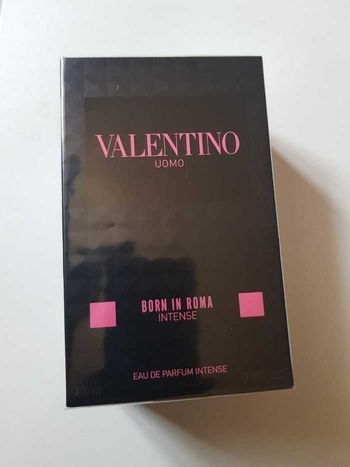 VALENTINO
UOMO
BORN IN ROMA
INTENSE
EAU DE PARFUM INTENSE